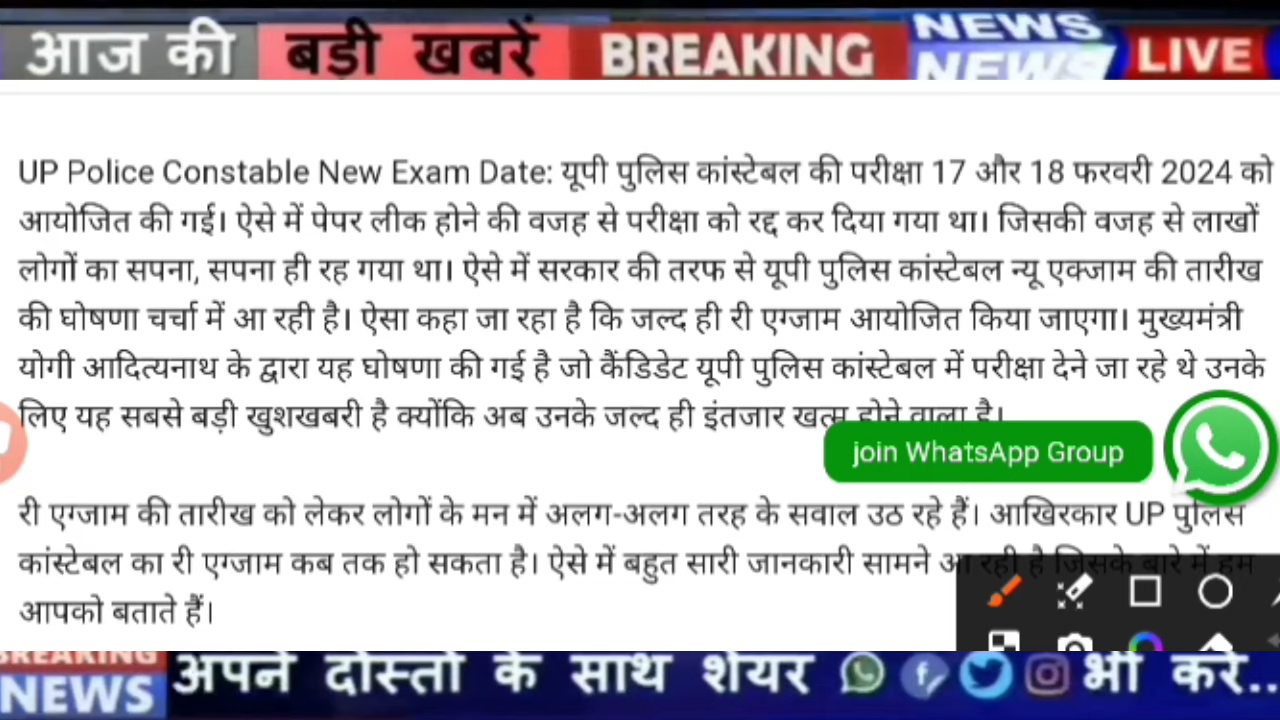 आज की बड़ी खबरें BREAKING NEWS LIVE
NEWS
UP Police Constable New Exam Date: यूपी पुलिस कांस्टेबल की परीक्षा 17 और 18 फरवरी 2024 को
आयोजित की गई। ऐसे में पेपर लीक होने की वजह से परीक्षा को रद्द कर दिया गया था। जिसकी वजह से लाखों
लोगों का सपना, सपना ही रह गया था। ऐसे में सरकार की तरफ से यूपी पुलिस कांस्टेबल न्यू एक्जाम की तारीख
की घोषणा चर्चा में आ रही है। ऐसा कहा जा रहा है कि जल्द ही री एग्जाम आयोजित किया जाएगा। मुख्यमंत्री
योगी आदित्यनाथ के द्वारा यह घोषणा की गई है जो कैंडिडेट यूपी पुलिस कांस्टेबल में परीक्षा देने जा रहे थे उनके
लिए यह सबसे बड़ी खुशखबरी है क्योंकि अब उनके जल्द ही इंतजार खत्म होने वाला है।
join WhatsApp Group
री एग्जाम की तारीख को लेकर लोगों के मन में अलग-अलग तरह के सवाल उठ रहे हैं। आखिरकार UP पुलिस
कांस्टेबल का री एग्जाम कब तक हो सकता है। ऐसे में बहुत सारी जानकारी सामने आ रही है जिसके बारे में हम
आपको बताते हैं।
BREAKING
NEWS
अपने दोस्तों के साथ शेयर भी करे..